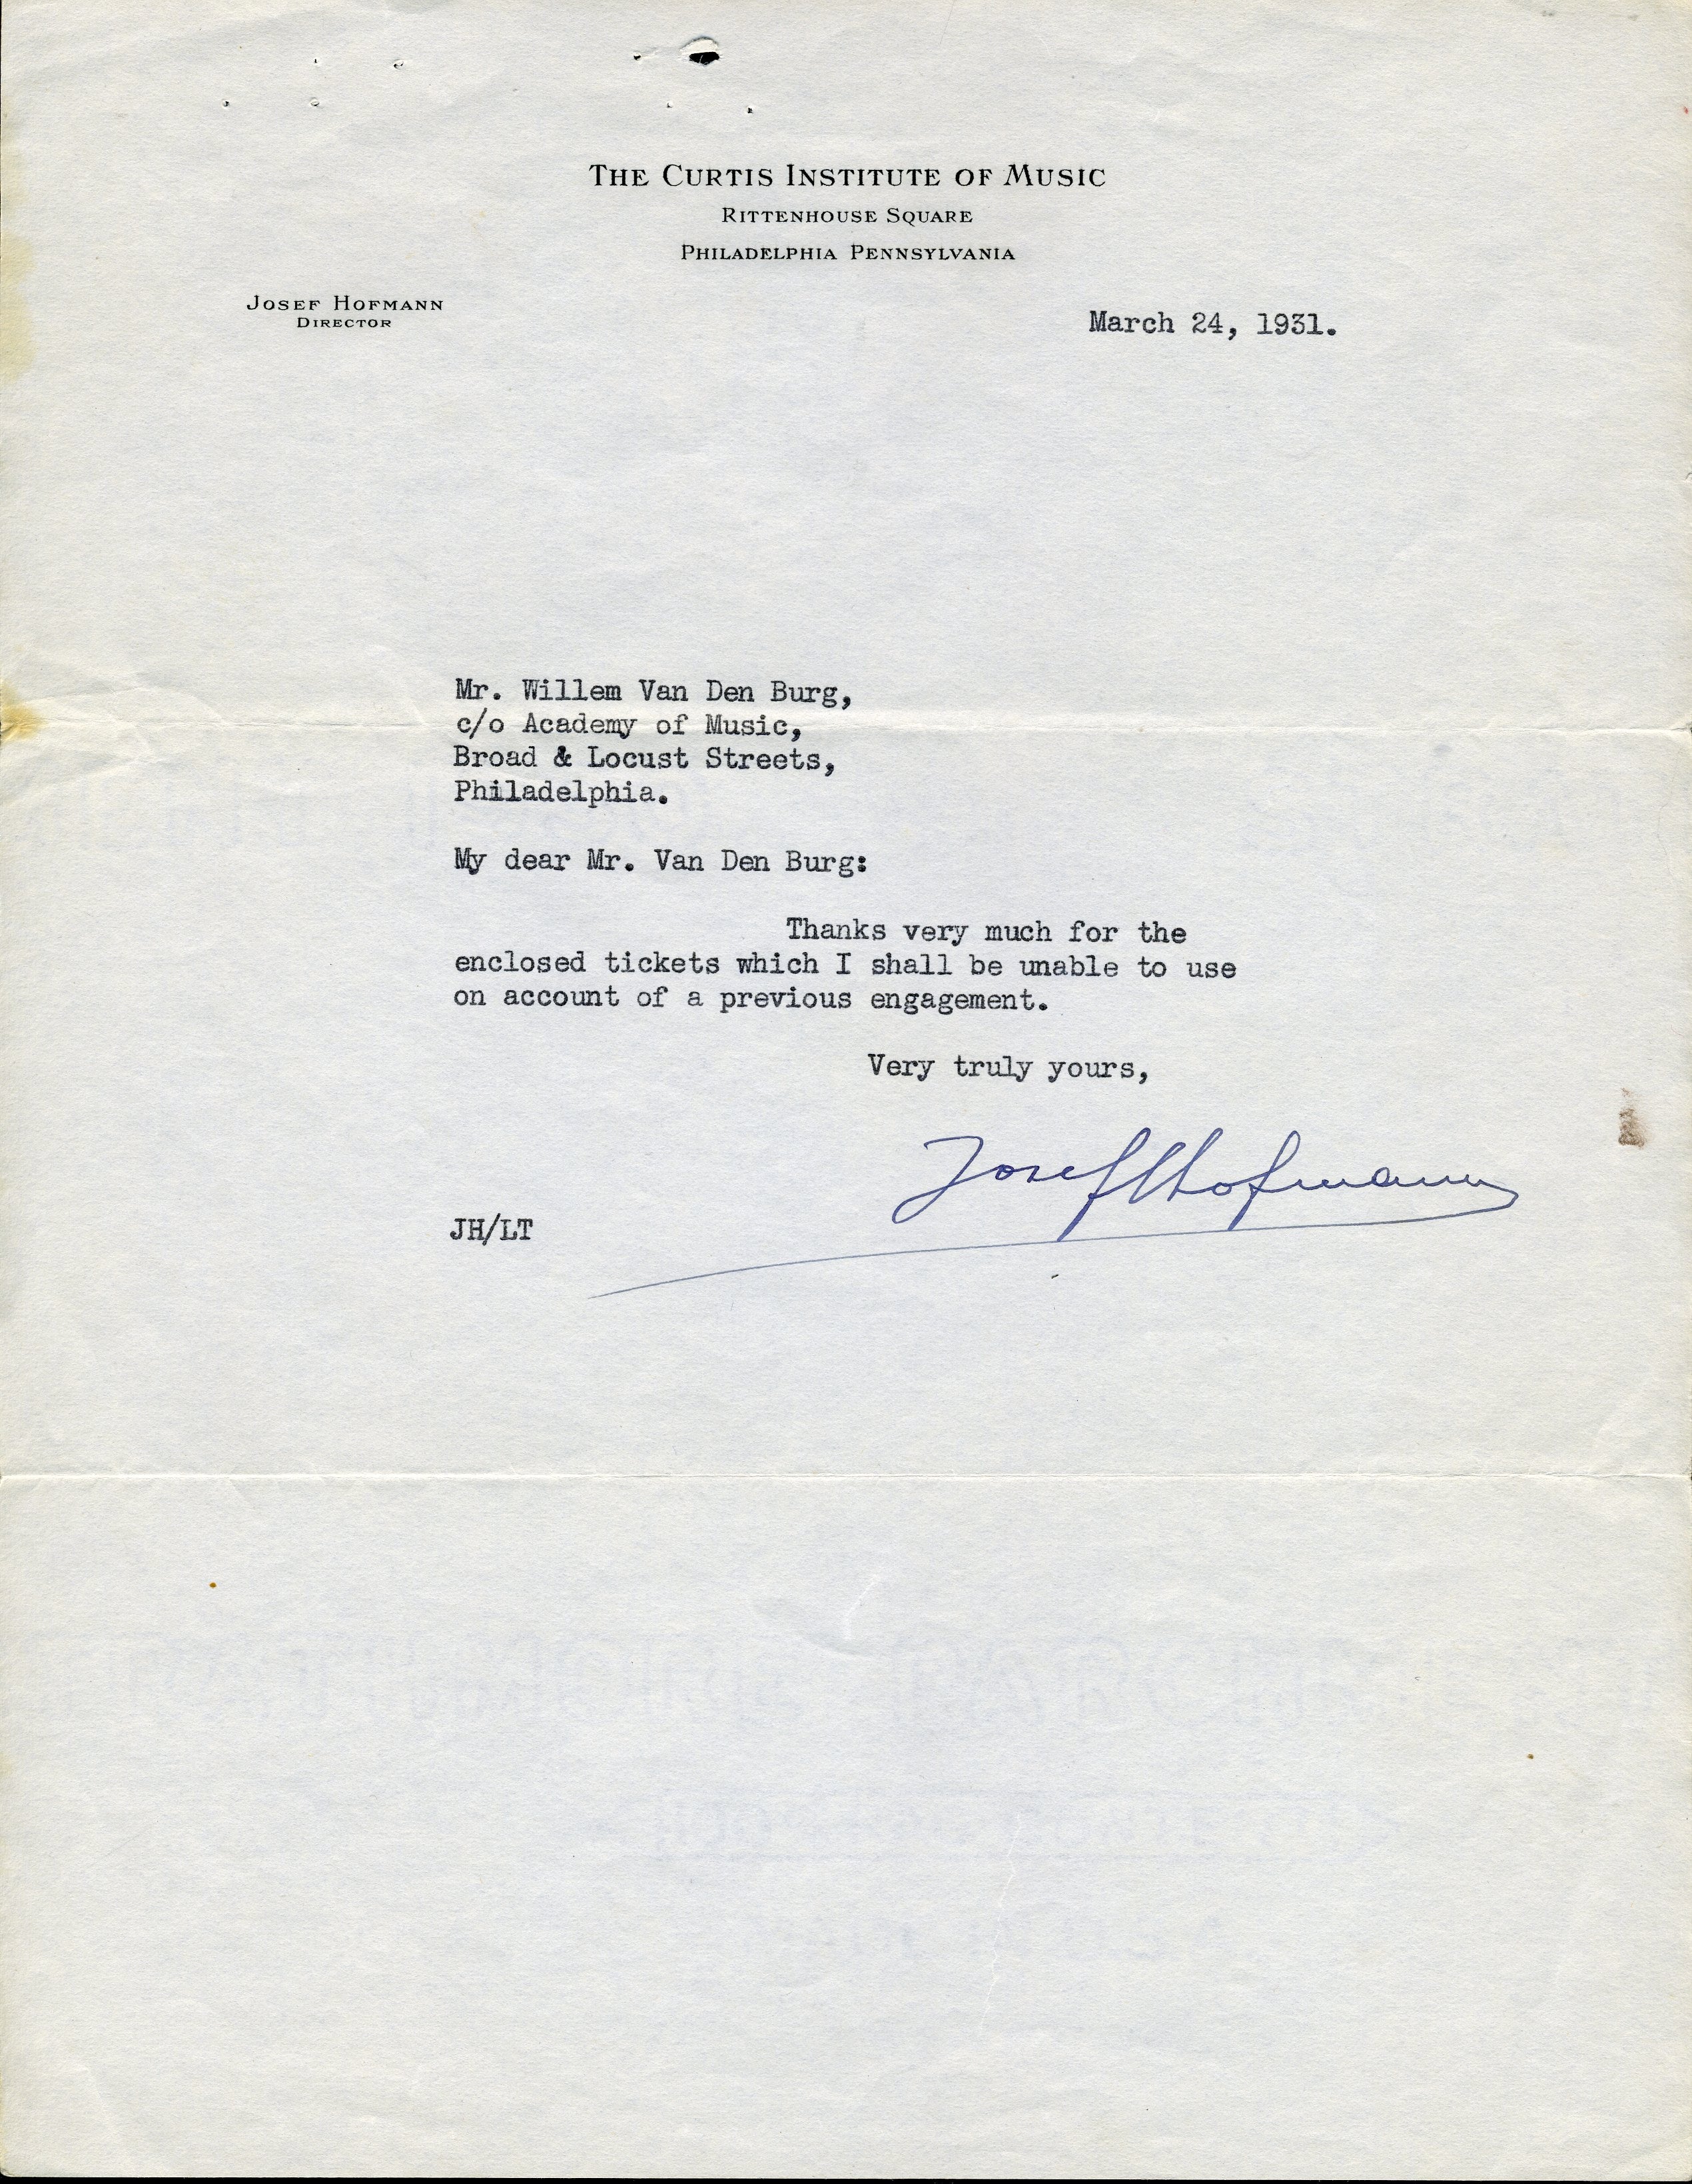 THE CURTIS INSTITUTE OF MUSIC
RITTENHOUSE SQUARE
PHILADELPHIA PENNSYLVANIA
JOSEF HOFMANN
DIRECTOR
March 24, 1931.
Mr. Willem Van Den Burg,
c/o Academy of Music,
Broad & Locust Streets,
Philadelphia.
My dear Mr. Van Den Burg:
Thanks very much for the
enclosed tickets which I shall be unable to use
on account of a previous engagement.
Very truly yours,
Josef Hofmann
JH/LT